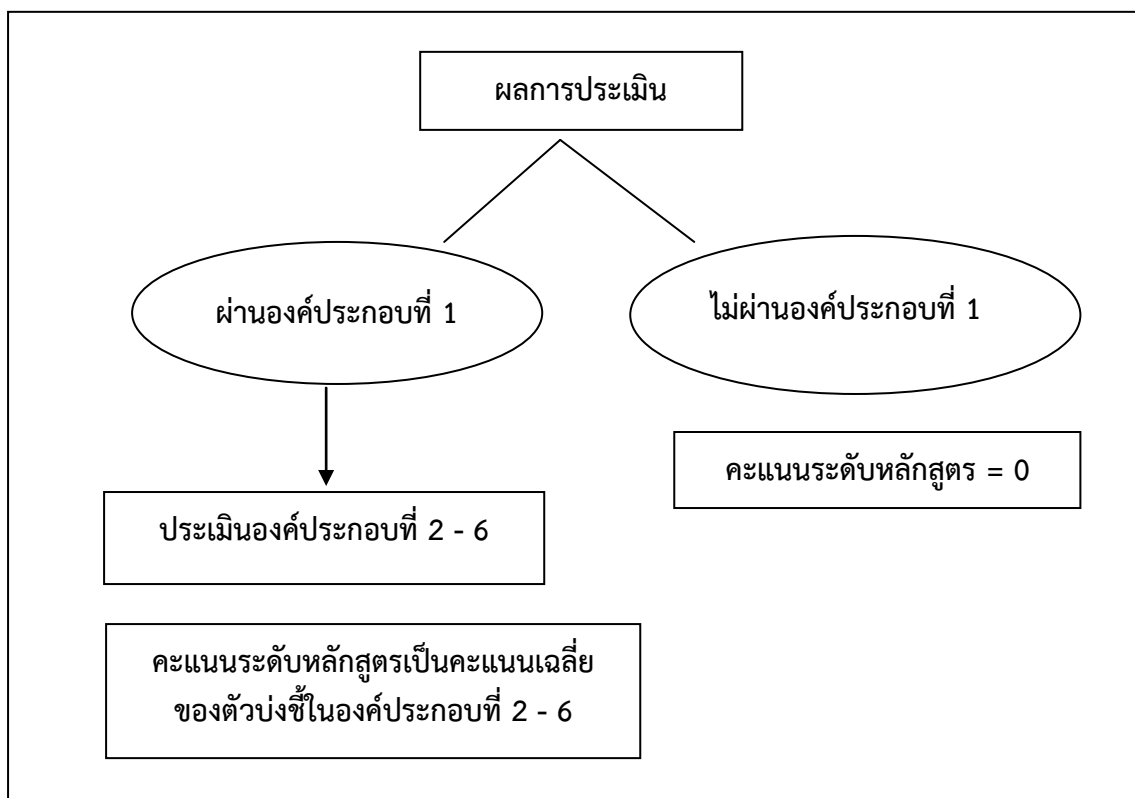 ผลการประเมิน
ผ่านองค์ประกอบที่ 1
ไม่ผ่านองค์ประกอบที่ 1
คะแนนระดับหลักสูตร = 0
ประเมินองค์ประกอบที่ 2 - 6
คะแนนระดับหลักสูตรเป็นคะแนนเฉลี่ย
ของตัวบ่งชี้ในองค์ประกอบที่ 2 - 6